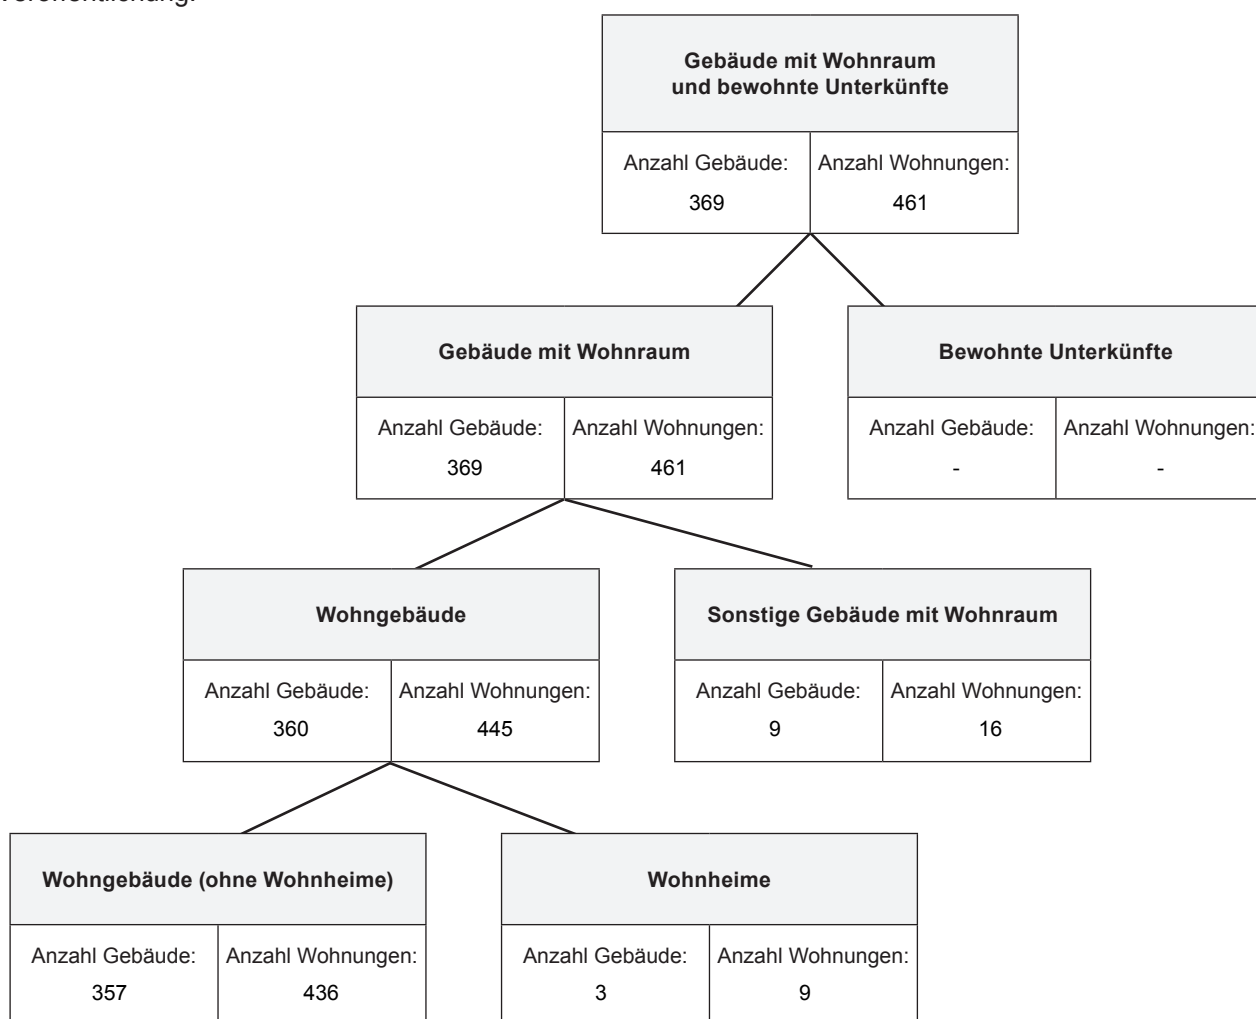 Veröffentlichung.
Gebäude mit Wohnraum
und bewohnte Unterkünfte
Anzahl Gebäude: Anzahl Wohnungen:
369 461
Gebäude mit Wohnraum Bewohnte Unterkünfte
Anzahl Gebäude: Anzahl Wohnungen: Anzahl Gebäude: Anzahl Wohnungen:
369 461 - -
Wohngebäude Sonstige Gebäude mit Wohnraum
Anzahl Gebäude: Anzahl Wohnungen: Anzahl Gebäude: Anzahl Wohnungen:
360 445 9 16
Wohngebäude (ohne Wohnheime) Wohnheime
Anzahl Gebäude: Anzahl Wohnungen: Anzahl Gebäude: Anzahl Wohnungen:
357 436 3 9